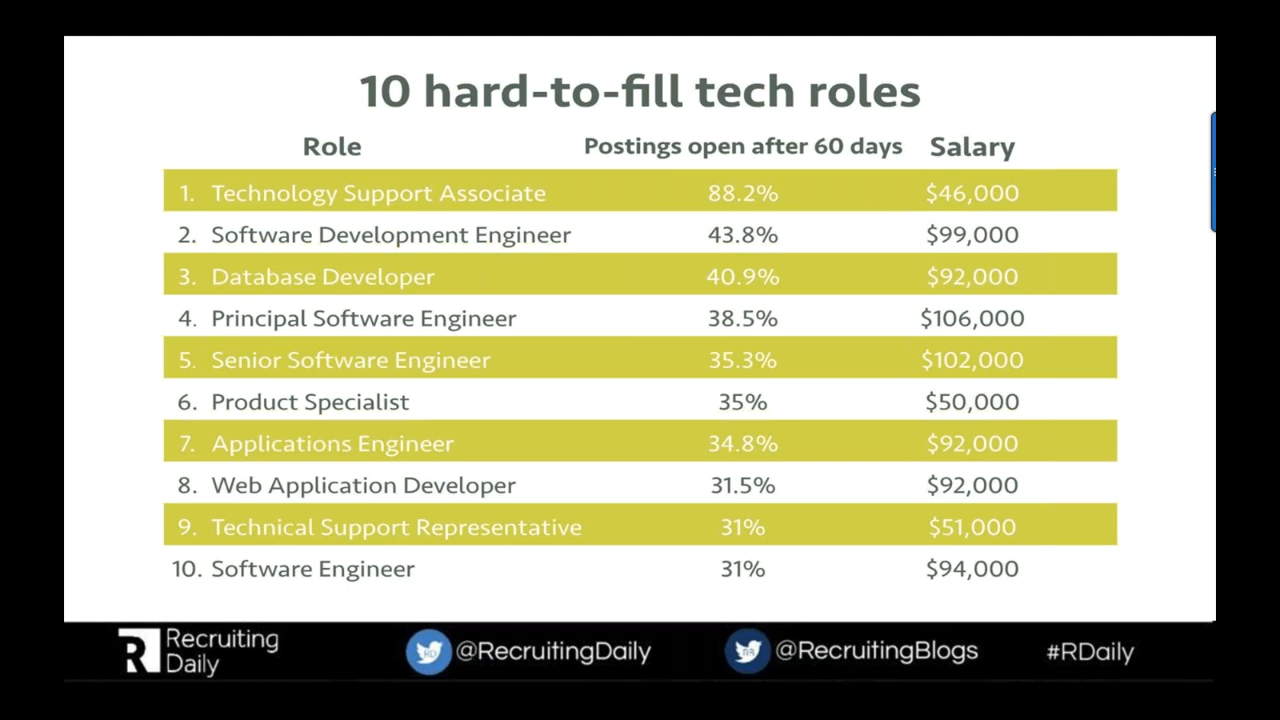 10 hard-to-fill tech roles
Role Postings open after 60 days Salary
1. Technology Support Associate 88.2% $46,000
2. Software Development Engineer 43.8% $99,000
3. Database Developer 40.9% $92,000
4. Principal Software Engineer 38.5% $106,000
5. Senior Software Engineer 35.3% $102,000
6. Product Specialist 35% $50,000
7. Applications Engineer 34.8% $92,000
8. Web Application Developer 31.5% $92,000
9. Technical Support Representative 31% $51,000
10. Software Engineer 31% $94,000
R Recruiting
Daily
@RecruitingDaily @RecruitingBlogs #RDaily